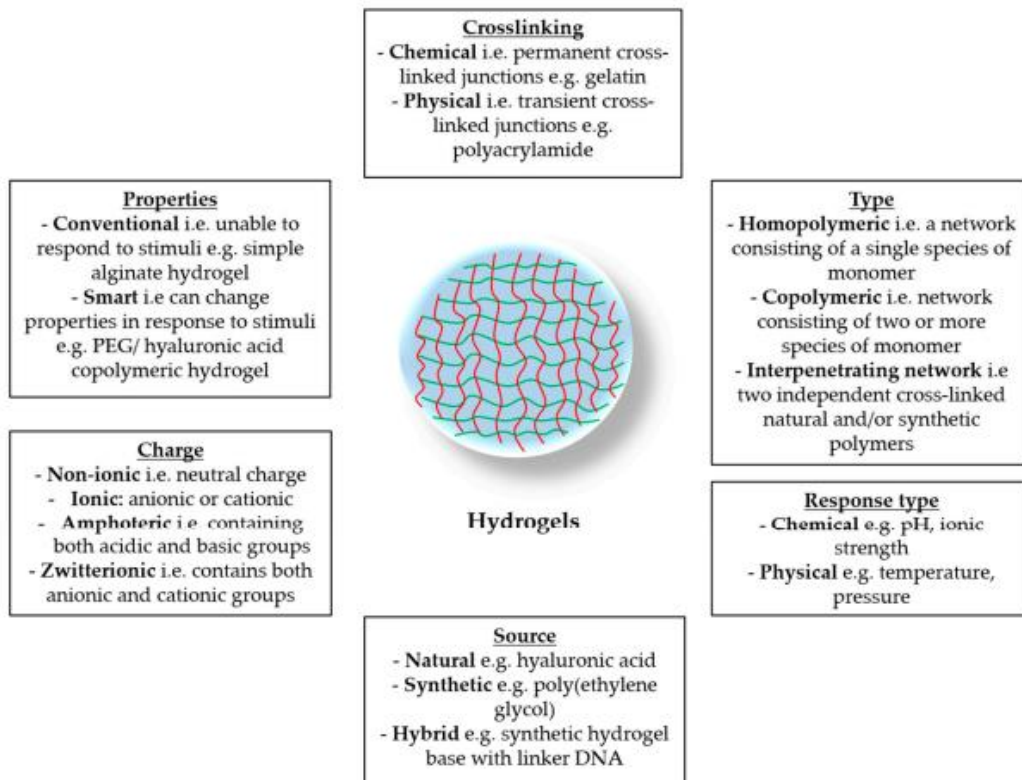 Crosslinking
- Chemical i.e. permanent cross-
linked junctions e.g. gelatin
- Physical i.e. transient cross-
linked junctions e.g.
polyacrylamide
Properties
- Conventional i.e. unable to
respond to stimuli e.g. simple
alginate hydrogel
- Smart i.e can change
properties in response to stimuli
e.g. PEG/ hyaluronic acid
copolymeric hydrogel
Type
- Homopolymeric i.e. a network
consisting of a single species of
monomer
- Copolymeric i.e. network
consisting of two or more
species of monomer
- Interpenetrating network i.e
two independent cross-linked
natural and/or synthetic
polymers
Charge
- Non-ionic i.e. neutral charge
- Ionic: anionic or cationic
- Amphoteric i.e. containing
both acidic and basic groups
- Zwitterionic i.e. contains both
anionic and cationic groups
Hydrogels
Response type
- Chemical e.g. pH, ionic
strength
- Physical e.g. temperature,
pressure
Source
- Natural e.g. hyaluronic acid
- Synthetic e.g. poly(ethylene
glycol)
- Hybrid e.g. synthetic hydrogel
base with linker DNA